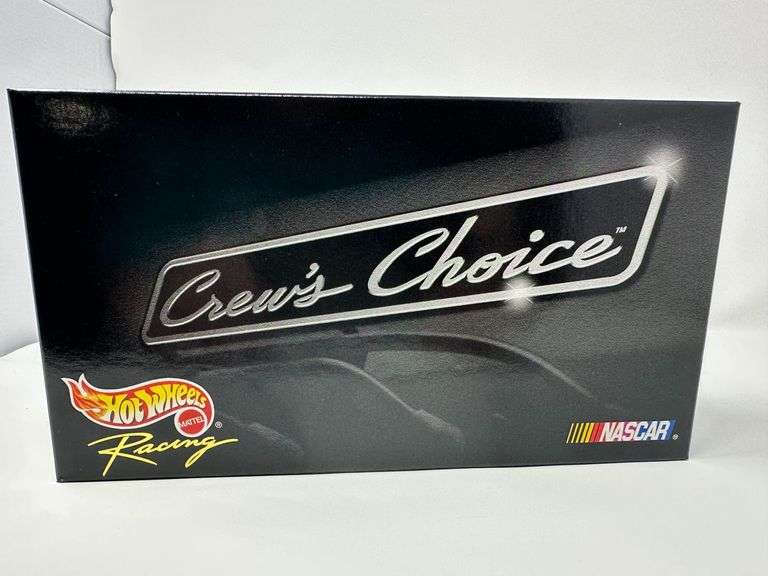 Crew's Choice™
HOT WHEELS®
MATTEL
Racing
NASCAR®